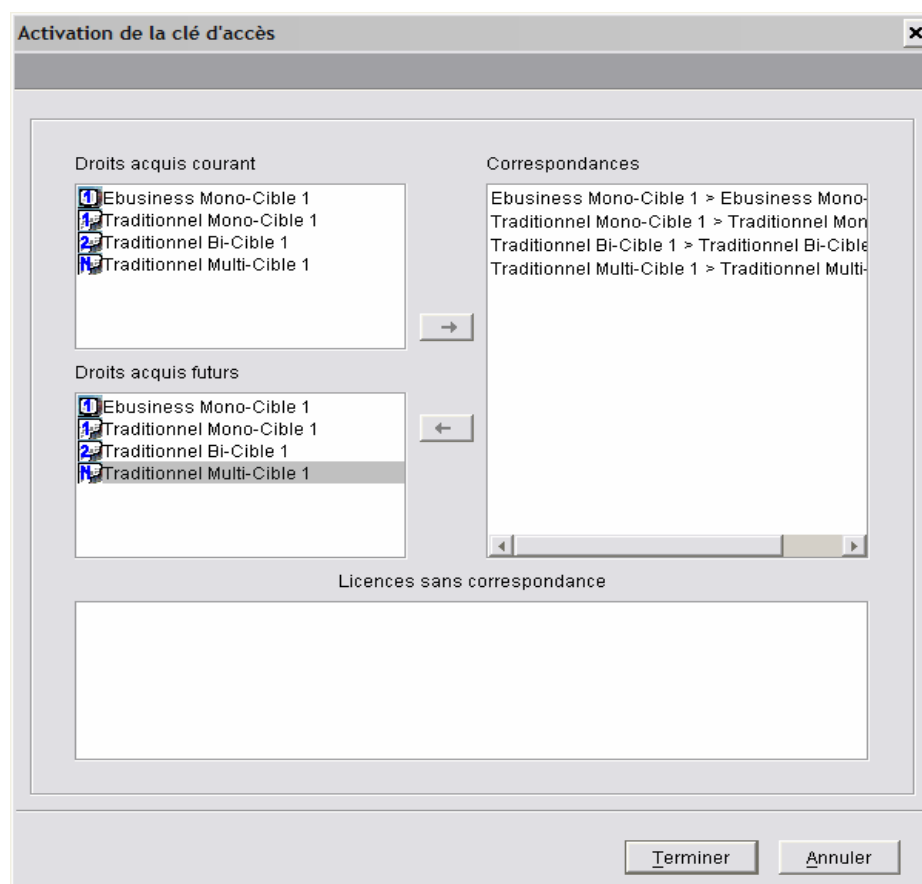 Activation de la clé d'accès
Droits acquis courant
Ebusiness Mono-Cible 1
Traditionnel Mono-Cible 1
Traditionnel Bi-Cible 1
Traditionnel Multi-Cible 1
Droits acquis futurs
Ebusiness Mono-Cible 1
Traditionnel Mono-Cible 1
Traditionnel Bi-Cible 1
Traditionnel Multi-Cible 1
Correspondances
Ebusiness Mono-Cible 1 > Ebusiness Mono-
Traditionnel Mono-Cible 1 > Traditionnel Mon
Traditionnel Bi-Cible 1 > Traditionnel Bi-Cible
Traditionnel Multi-Cible 1 > Traditionnel Multi-
Licences sans correspondance
Terminer
Annuler